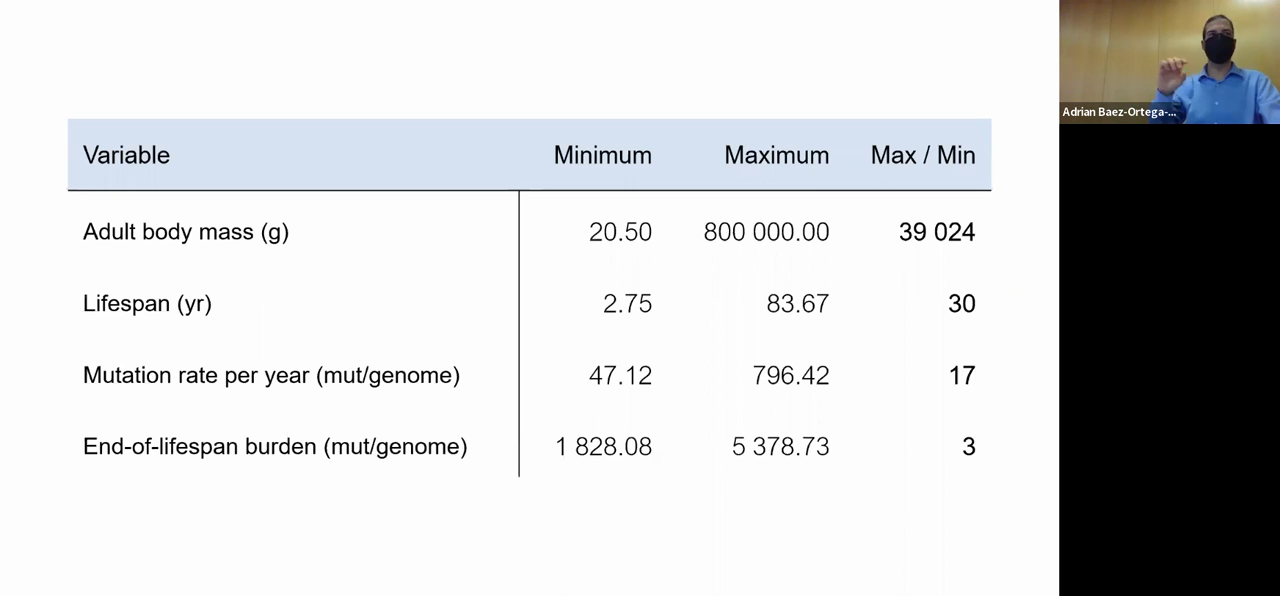 Variable Minimum Maximum Max / Min
Adult body mass (g) 20.50 800 000.00 39 024
Lifespan (yr) 2.75 83.67 30
Mutation rate per year (mut/genome) 47.12 796.42 17
End-of-lifespan burden (mut/genome) 1 828.08 5 378.73 3
Adrian Baez-Ortega-...